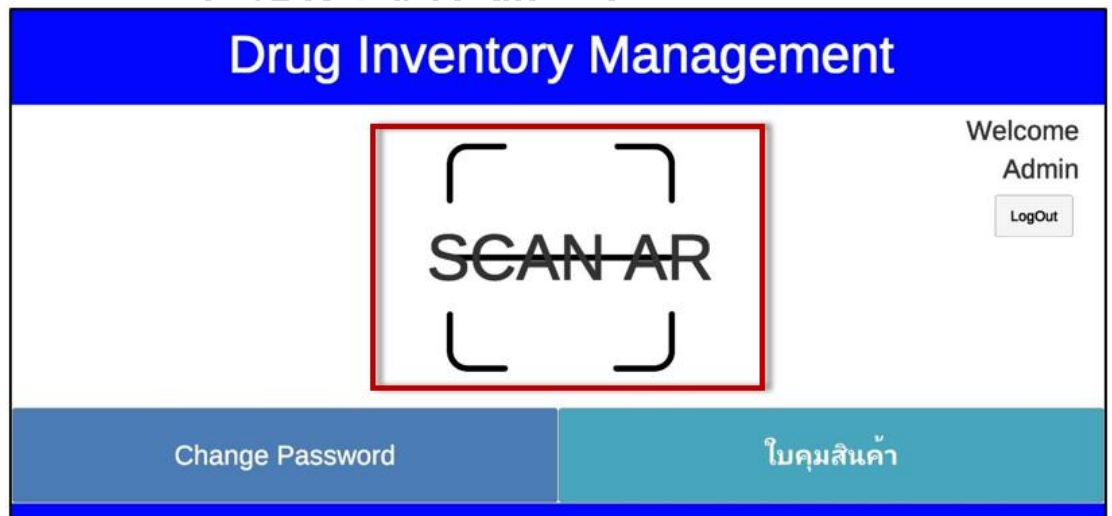 Drug Inventory Management
Welcome
Admin
LogOut
SCAN AR
Change Password
ใบคุมสินค้า